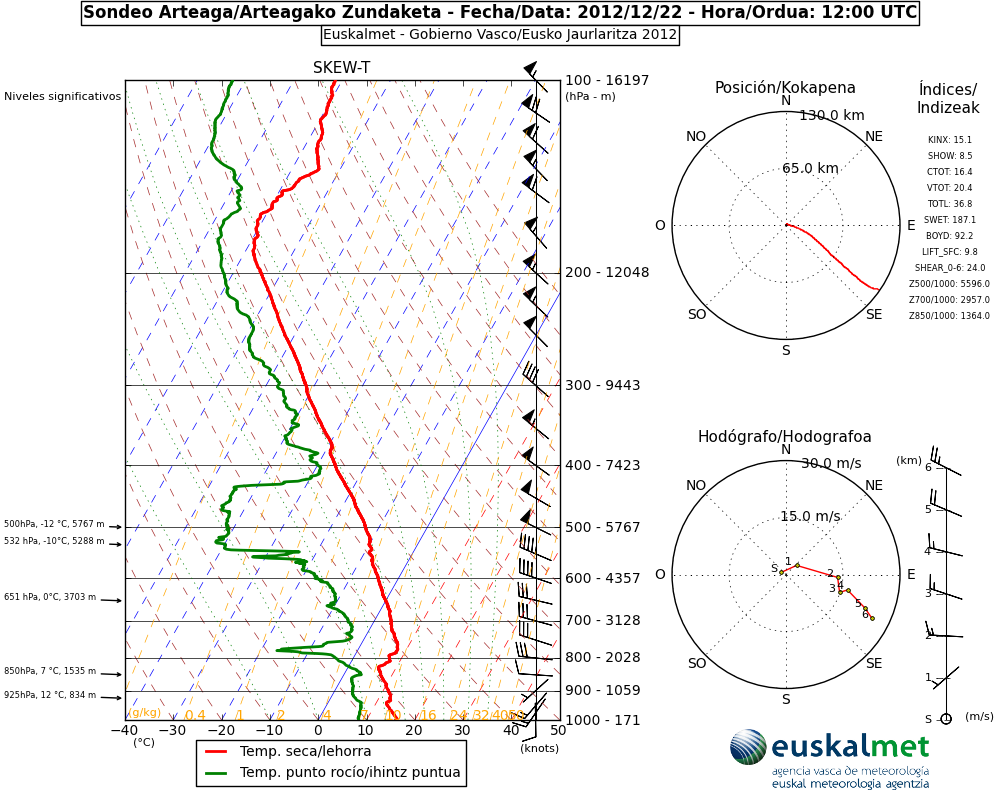 Sondeo Arteaga/Arteagako Zundaketa - Fecha/Data: 2012/12/22 - Hora/Ordua: 12:00 UTC
Euskalmet - Gobierno Vasco/Eusko Jaurlaritza 2012
SKEW-T
Niveles significativos
500hPa, -12 °C, 5767 m
532 hPa, -10°C, 5288 m
651 hPa, 0°C, 3703 m
850hPa, 7 °C, 1535 m
925hPa, 12 °C, 834 m
100 - 16197
(hPa - m)
200 - 12048
300 - 9443
400 - 7423
500 - 5767
600 - 4357
700 - 3128
800 - 2028
900 - 1059
1000 - 171
(g/kg) 0.4 1 2 4 7 10 16 24 32 40 50
−40 −30 −20 −10 0 10 20 30 40 50
(°C)
(knots)
Temp. seca/lehorra
Temp. punto rocío/ihintz puntua
Posición/Kokapena
N
130.0 km
NO
NE
65.0 km
O
E
SO
SE
S
Índices/
Indizeak
KINX: 15.1
SHOW: 8.5
CTOT: 16.4
VTOT: 20.4
TOTL: 36.8
SWET: 187.1
BOYD: 92.2
LIFT_SFC: 9.8
SHEAR_0-6: 24.0
Z500/1000: 5596.0
Z700/1000: 2957.0
Z850/1000: 1364.0
Hodógrafo/Hodografoa
N
30.0 m/s
NO
NE
15.0 m/s
S 1 2 3 4 5 6
O
E
SO
SE
S
(km)
6
5
4
3
2
1
S
(m/s)
euskalmet
agencia vasca de meteorología
euskal meteorologi agentzia